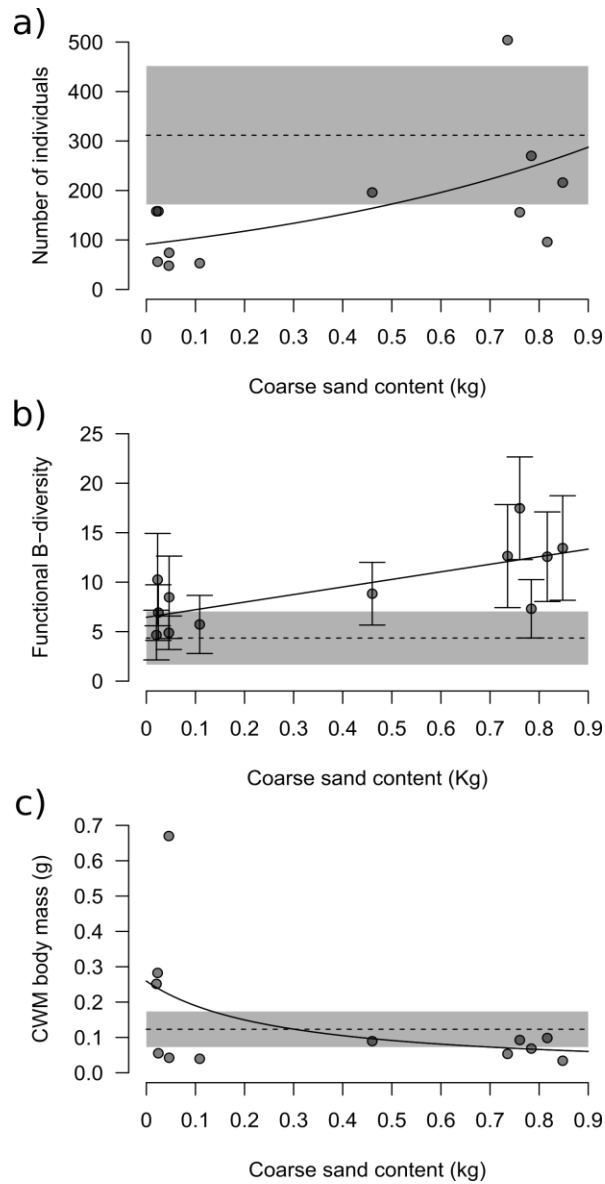 a)
Number of individuals
500
400
300
200
100
0
0 0.1 0.2 0.3 0.4 0.5 0.6 0.7 0.8 0.9
Coarse sand content (kg)
b)
Functional B−diversity
25
20
15
10
5
0
0 0.1 0.2 0.3 0.4 0.5 0.6 0.7 0.8 0.9
Coarse sand content (Kg)
c)
CWM body mass (g)
0.7
0.6
0.5
0.4
0.3
0.2
0.1
0.0
0 0.1 0.2 0.3 0.4 0.5 0.6 0.7 0.8 0.9
Coarse sand content (kg)